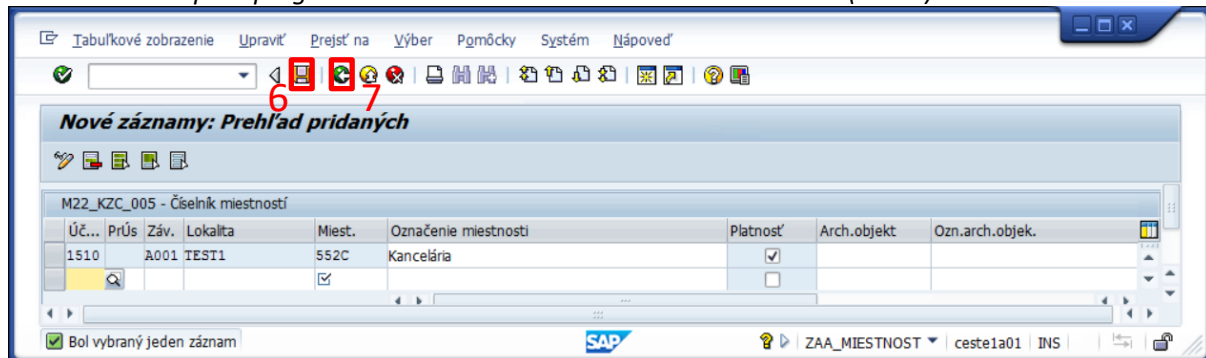 Tabuľkové zobrazenie Upraviť Prejsť na Výber Pomôcky Systém Nápoveď
6 7
Nové záznamy: Prehľad pridaných
M22_KZC_005 - Číselník miestností
Úč... PrÚs Záv. Lokalita Miest. Označenie miestnosti Platnosť Arch.objekt Ozn.arch.objek.
1510 A001 TEST1 552C Kancelária
Bol vybraný jeden záznam SAP ZAA_MIESTNOST ceste1a01 INS